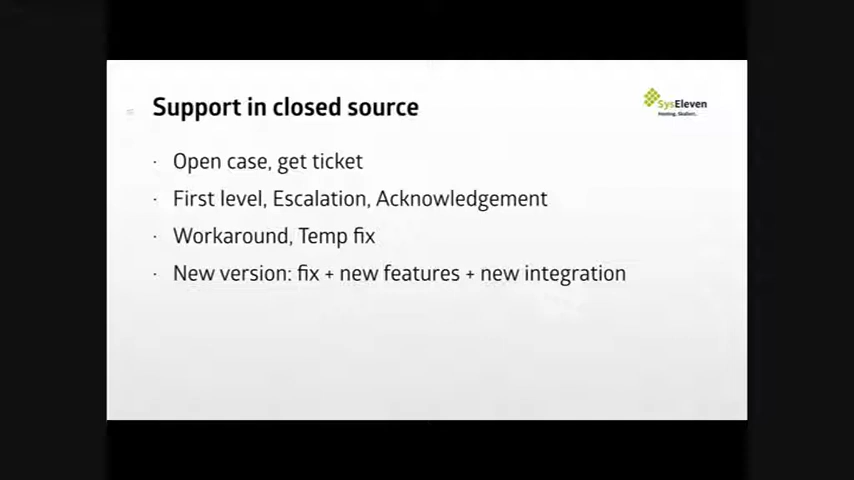 Support in closed source
SysEleven
Hosting. Skaliert.
· Open case, get ticket
· First level, Escalation, Acknowledgement
· Workaround, Temp fix
· New version: fix + new features + new integration